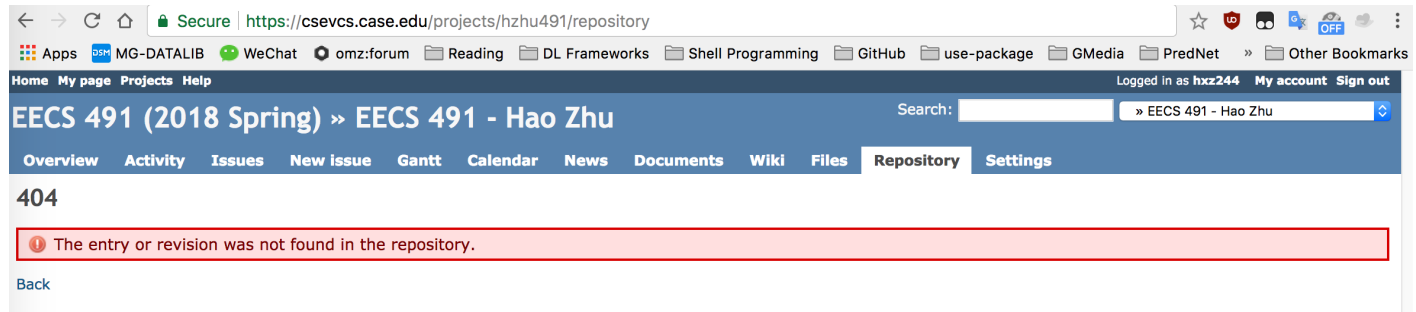 Secure https://csevcs.case.edu/projects/hzhu491/repository
OFF
Apps DSM MG-DATALIB WeChat omz:forum Reading DL Frameworks Shell Programming GitHub use-package GMedia PredNet » Other Bookmarks
Home My page Projects Help Logged in as hxz244 My account Sign out
EECS 491 (2018 Spring) » EECS 491 - Hao Zhu Search: » EECS 491 - Hao Zhu
Overview Activity Issues New issue Gantt Calendar News Documents Wiki Files Repository Settings
404
The entry or revision was not found in the repository.
Back